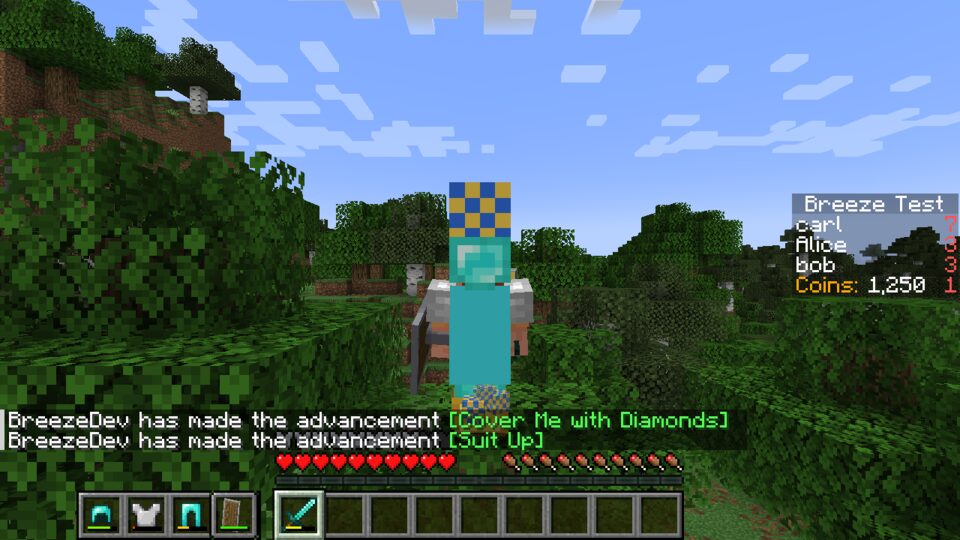 Breeze Test
carl 7
Alice 3
bob 3
Coins: 1,250 1
BreezeDev has made the advancement [Cover Me with Diamonds]
BreezeDev has made the advancement [Suit Up]